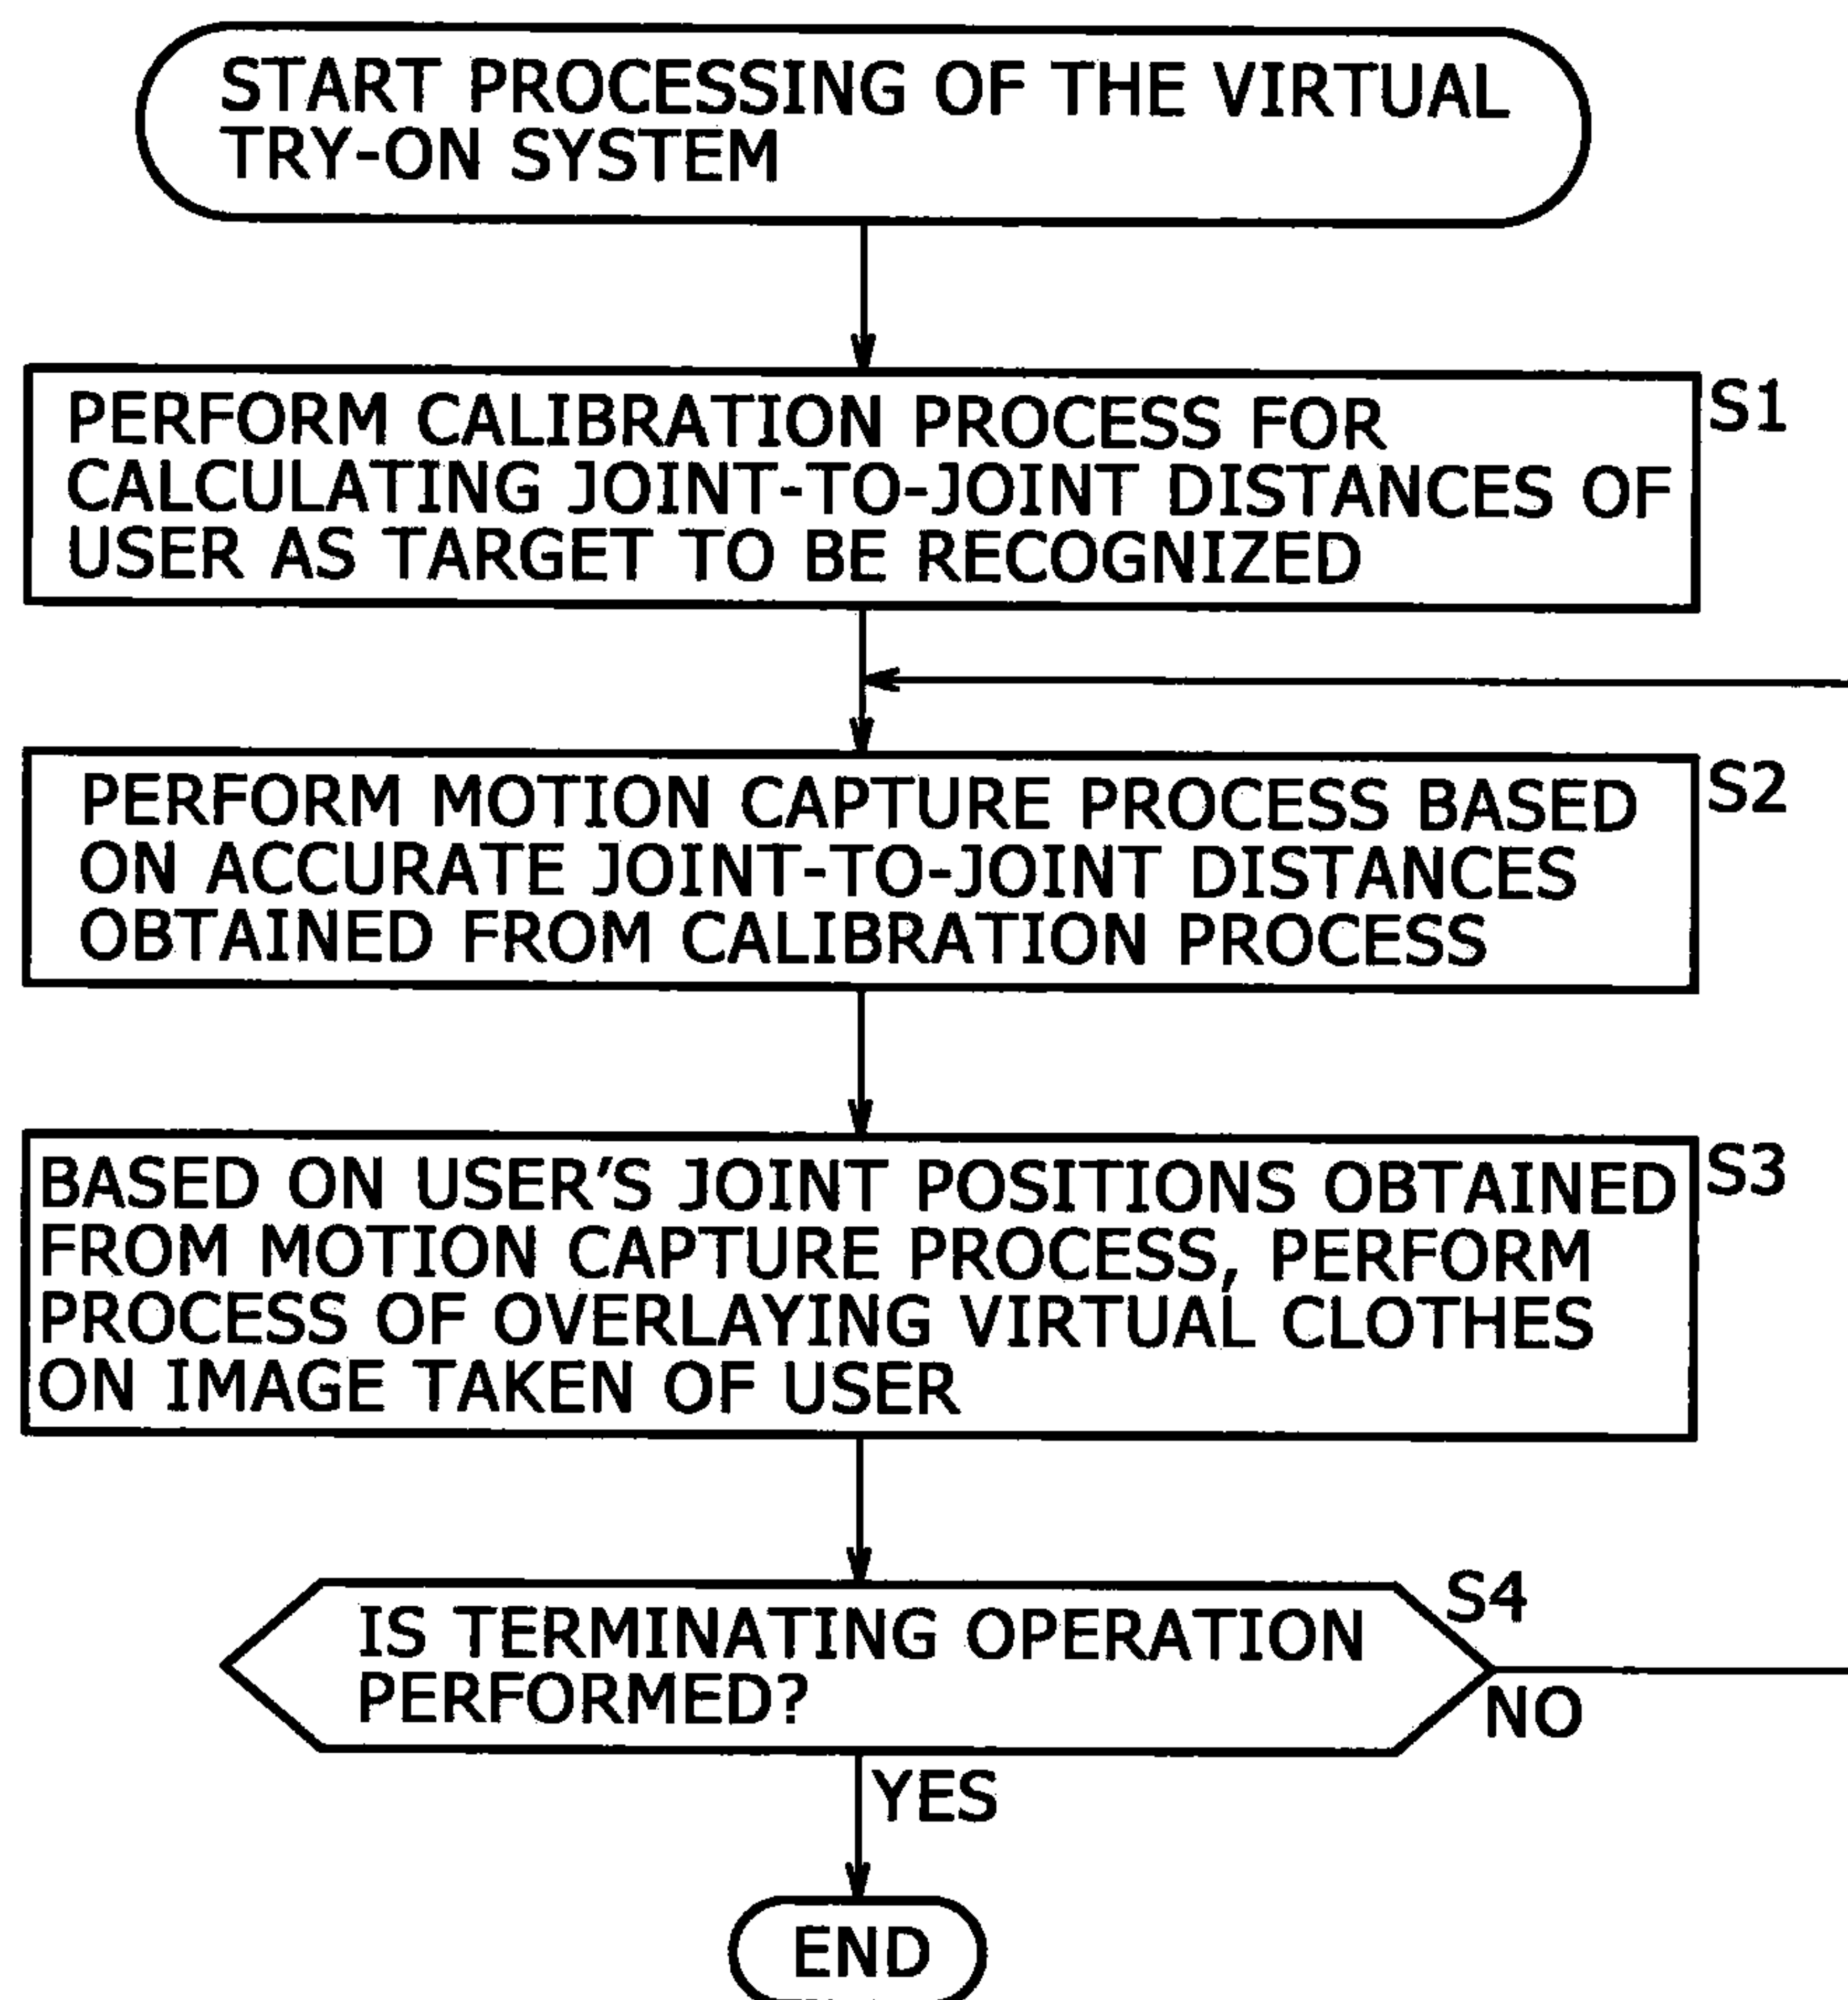 START PROCESSING OF THE VIRTUAL
TRY-ON SYSTEM
PERFORM CALIBRATION PROCESS FOR
CALCULATING JOINT-TO-JOINT DISTANCES OF
USER AS TARGET TO BE RECOGNIZED
S1
PERFORM MOTION CAPTURE PROCESS BASED
ON ACCURATE JOINT-TO-JOINT DISTANCES
OBTAINED FROM CALIBRATION PROCESS
S2
BASED ON USER'S JOINT POSITIONS OBTAINED
FROM MOTION CAPTURE PROCESS, PERFORM
PROCESS OF OVERLAYING VIRTUAL CLOTHES
ON IMAGE TAKEN OF USER
S3
IS TERMINATING OPERATION
PERFORMED?
S4
NO
YES
END